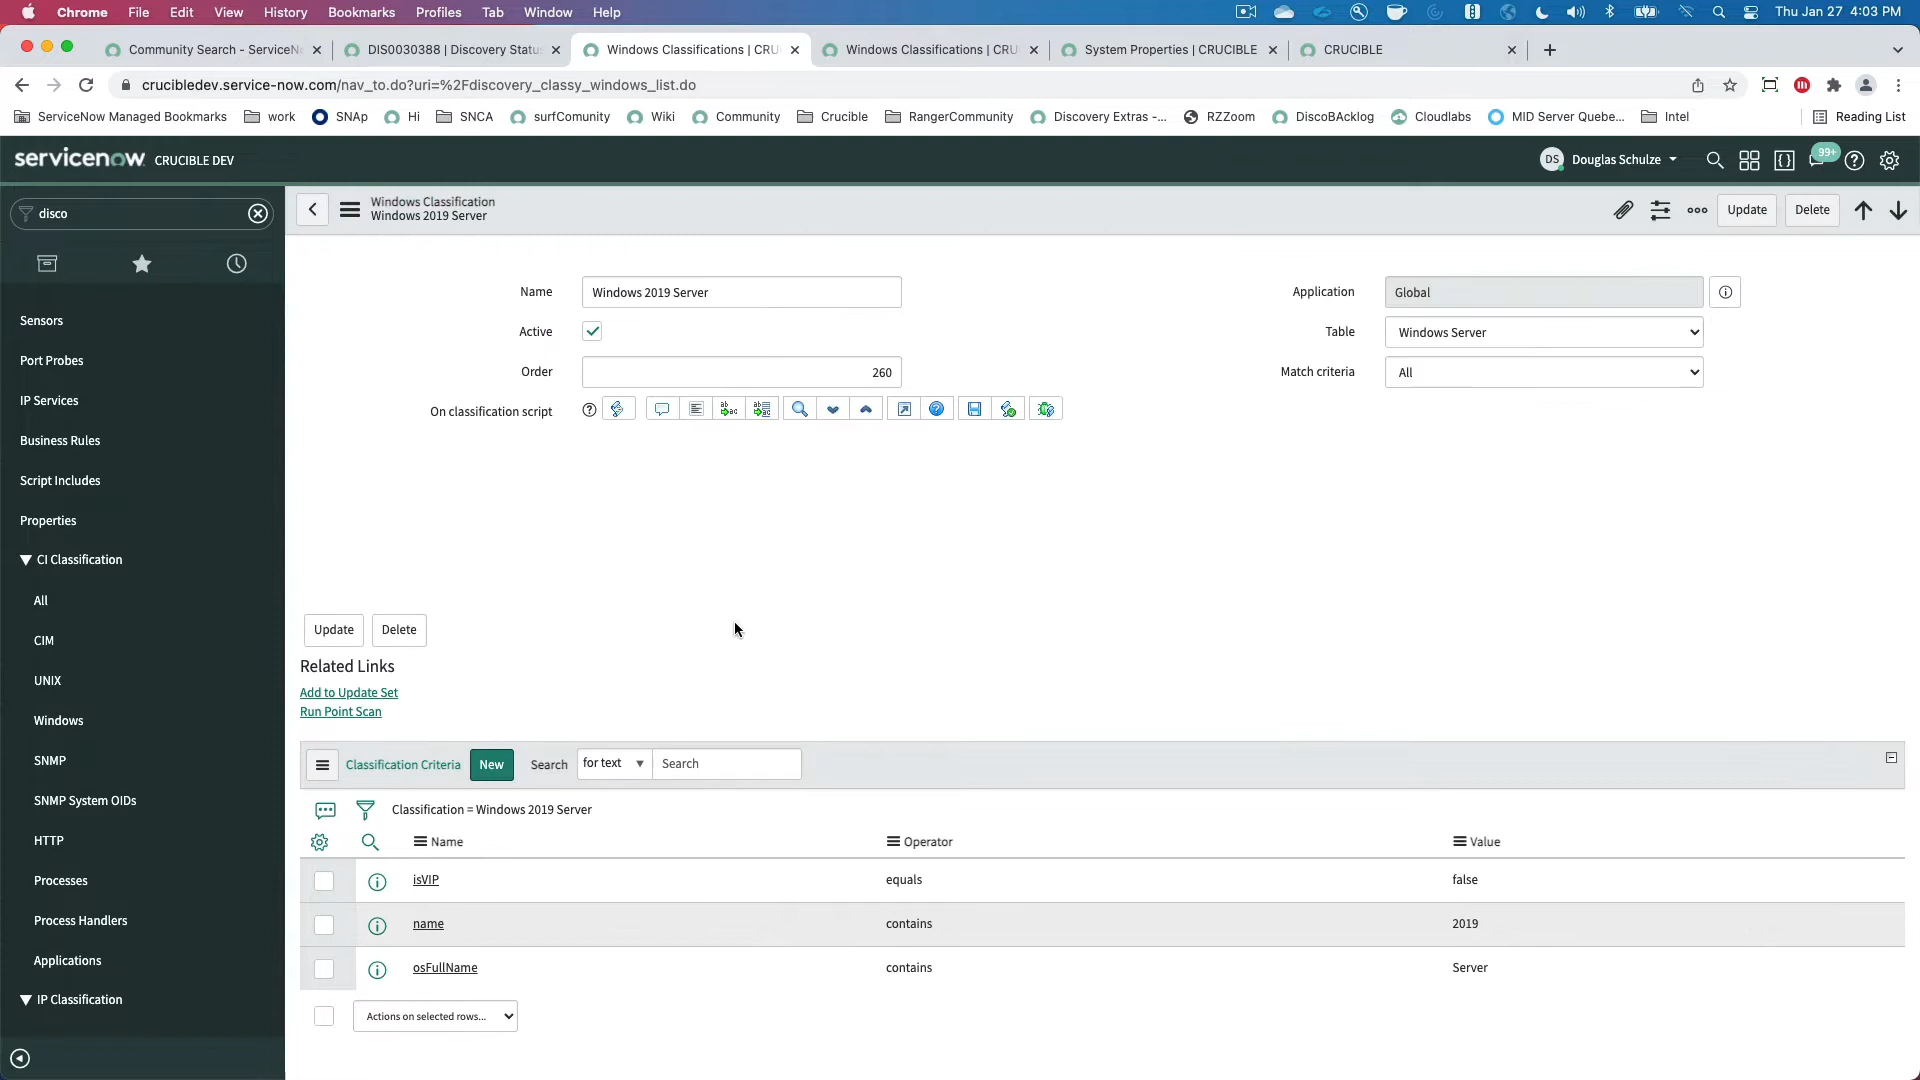 Chrome File Edit View History Bookmarks Profiles Tab Window Help Thu Jan 27 4:03 PM
Community Search - ServiceN DIS0030388 | Discovery Statu Windows Classifications | CRU Windows Classifications | CRU System Properties | CRUCIBLE CRUCIBLE
crucibledev.service-now.com/nav_to.do?uri=%2Fdiscovery_classy_windows_list.do
ServiceNow Managed Bookmarks work SNAp Hi SNCA surfComunity Wiki Community Crucible RangerCommunity Discovery Extras -... RZZoom DiscoBAcklog Cloudlabs MID Server Quebe... Intel Reading List
servicenow CRUCIBLE DEV DS Douglas Schulze 99+
disco
Windows Classification
Windows 2019 Server
Update Delete
Sensors
Port Probes
IP Services
Business Rules
Script Includes
Properties
CI Classification
All
CIM
UNIX
Windows
SNMP
SNMP System OIDs
HTTP
Processes
Process Handlers
Applications
IP Classification
Name Windows 2019 Server Application Global
Active Table Windows Server
Order 260 Match criteria All
On classification script
Update Delete
Related Links
Add to Update Set
Run Point Scan
Classification Criteria New Search for text Search
Classification = Windows 2019 Server
Name Operator Value
isVIP equals false
name contains 2019
osFullName contains Server
Actions on selected rows...